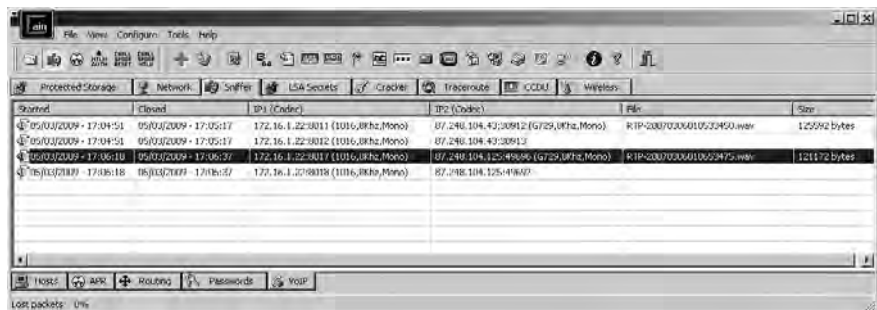 ain
File View Configure Tools Help
Protected Storage Network Sniffer LSA Secrets Cracker Traceroute CCDU Wireless
Started Closed IP1 (Codec) IP2 (Codec) File Size
05/03/2009 - 17:04:51 05/03/2009 - 17:05:17 172.16.1.22:8011 (1016,8Khz,Mono) 87.248.104.43:30912 (G729,8Khz,Mono) RTP-20070306010533450.wav 125592 bytes
05/03/2009 - 17:04:51 05/03/2009 - 17:05:17 172.16.1.22:8012 (1016,8Khz,Mono) 87.248.104.43:30913
05/03/2009 - 17:06:18 05/03/2009 - 17:06:37 172.16.1.22:8017 (1016,8Khz,Mono) 87.248.104.125:49696 (G729,8Khz,Mono) RTP-20070306010653475.wav 121172 bytes
05/03/2009 - 17:06:18 05/03/2009 - 17:06:37 172.16.1.22:8018 (1016,8Khz,Mono) 87.248.104.125:49697
Hosts APR Routing Passwords VoIP
Lost packets: 0%